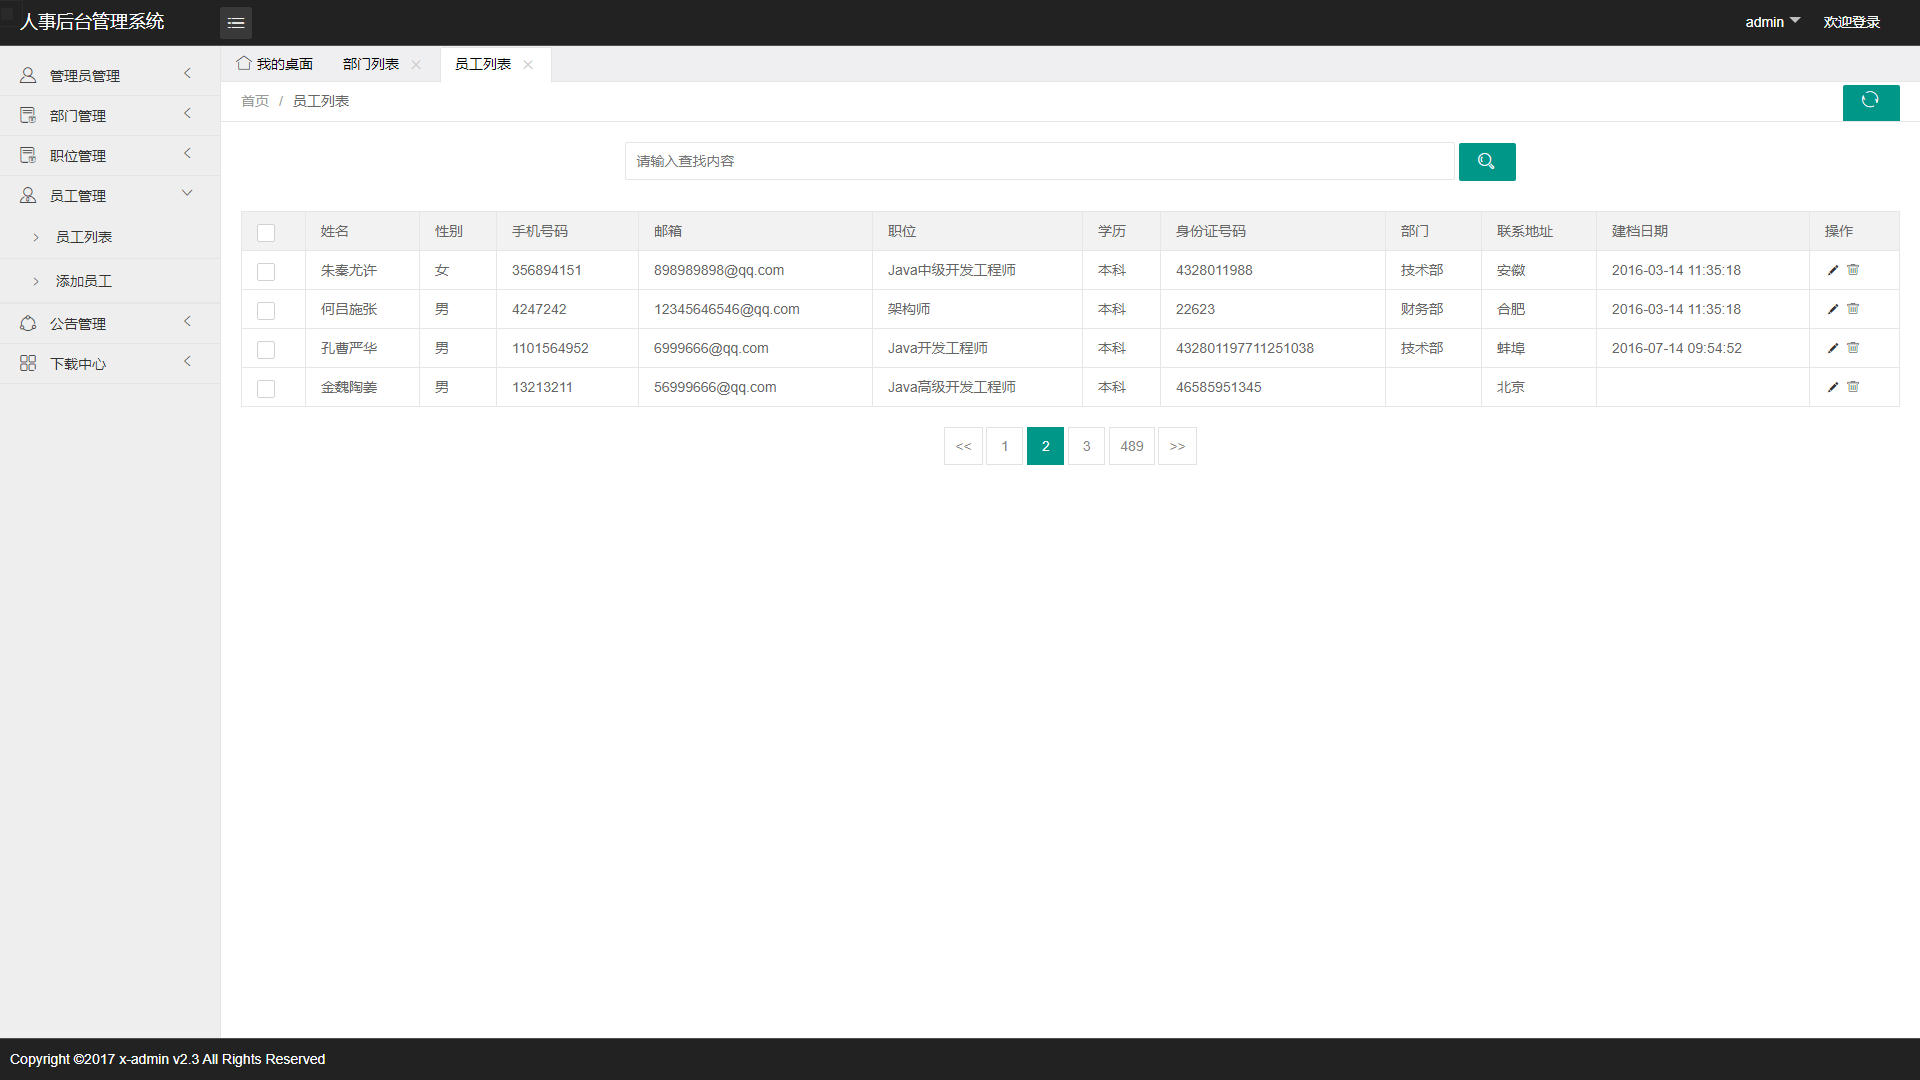 人事后台管理系统
admin 欢迎登录
管理员管理
部门管理
职位管理
员工管理
员工列表
添加员工
公告管理
下载中心
我的桌面 部门列表 员工列表
首页 / 员工列表
请输入查找内容
姓名 性别 手机号码 邮箱 职位 学历 身份证号码 部门 联系地址 建档日期 操作
朱秦尤许 女 356894151 898989898@qq.com Java中级开发工程师 本科 4328011988 技术部 安徽 2016-03-14 11:35:18
何吕施张 男 4247242 12345646546@qq.com 架构师 本科 22623 财务部 合肥 2016-03-14 11:35:18
孔曹严华 男 1101564952 6999666@qq.com Java开发工程师 本科 432801197711251038 技术部 蚌埠 2016-07-14 09:54:52
金魏陶姜 男 13213211 56999666@qq.com Java高级开发工程师 本科 46585951345 北京
<< 1 2 3 489 >>
Copyright ©2017 x-admin v2.3 All Rights Reserved